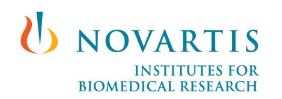 NOVARTIS
INSTITUTES FOR
BIOMEDICAL RESEARCH